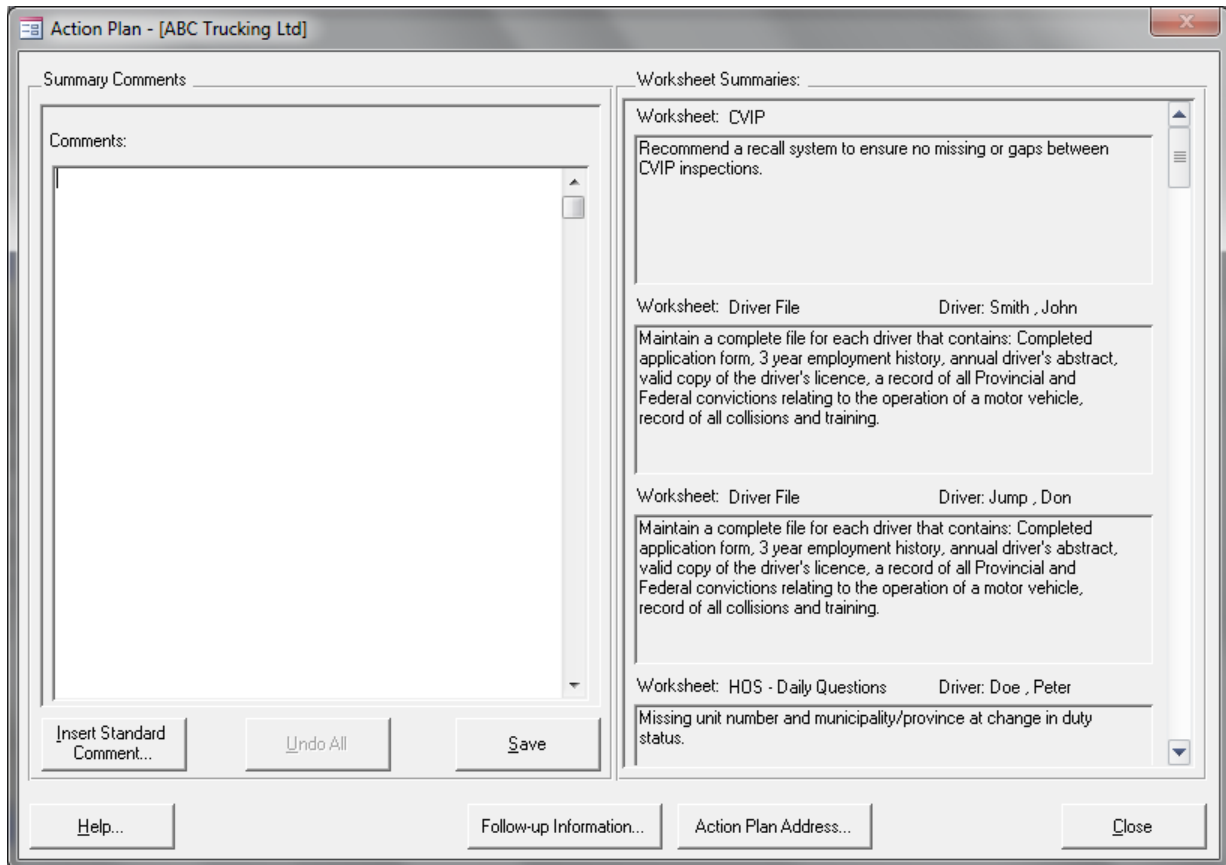 Action Plan - [ABC Trucking Ltd]
Summary Comments
Comments:
Insert Standard
Comment...
Undo All
Save
Worksheet Summaries:
Worksheet: CVIP
Recommend a recall system to ensure no missing or gaps between
CVIP inspections.
Worksheet: Driver File Driver: Smith , John
Maintain a complete file for each driver that contains: Completed
application form, 3 year employment history, annual driver's abstract,
valid copy of the driver's licence, a record of all Provincial and
Federal convictions relating to the operation of a motor vehicle,
record of all collisions and training.
Worksheet: Driver File Driver: Jump , Don
Maintain a complete file for each driver that contains: Completed
application form, 3 year employment history, annual driver's abstract,
valid copy of the driver's licence, a record of all Provincial and
Federal convictions relating to the operation of a motor vehicle,
record of all collisions and training.
Worksheet: HOS - Daily Questions Driver: Doe , Peter
Missing unit number and municipality/province at change in duty
status.
Help...
Follow-up Information...
Action Plan Address...
Close